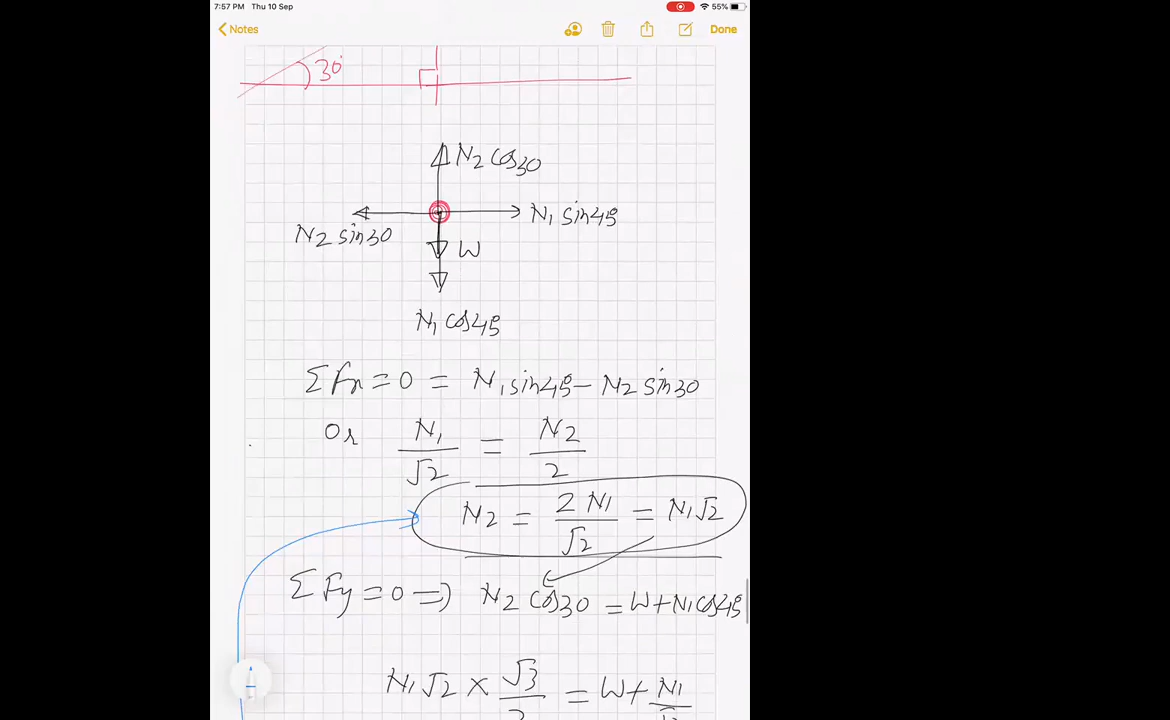 7:57 PM Thu 10 Sep 55%
Notes Done
30°
N2 cos30
N1 sin45
N2 sin30
W
N1 cos45
ΣFx = 0 = N1 sin45 - N2 sin30
Or N1/√2 = N2/2
N2 = 2 N1/√2 = N1√2
ΣFy = 0 ⇒ N2 cos30 = W + N1 cos45
N1√2 × √3/2 = W + N1/√2